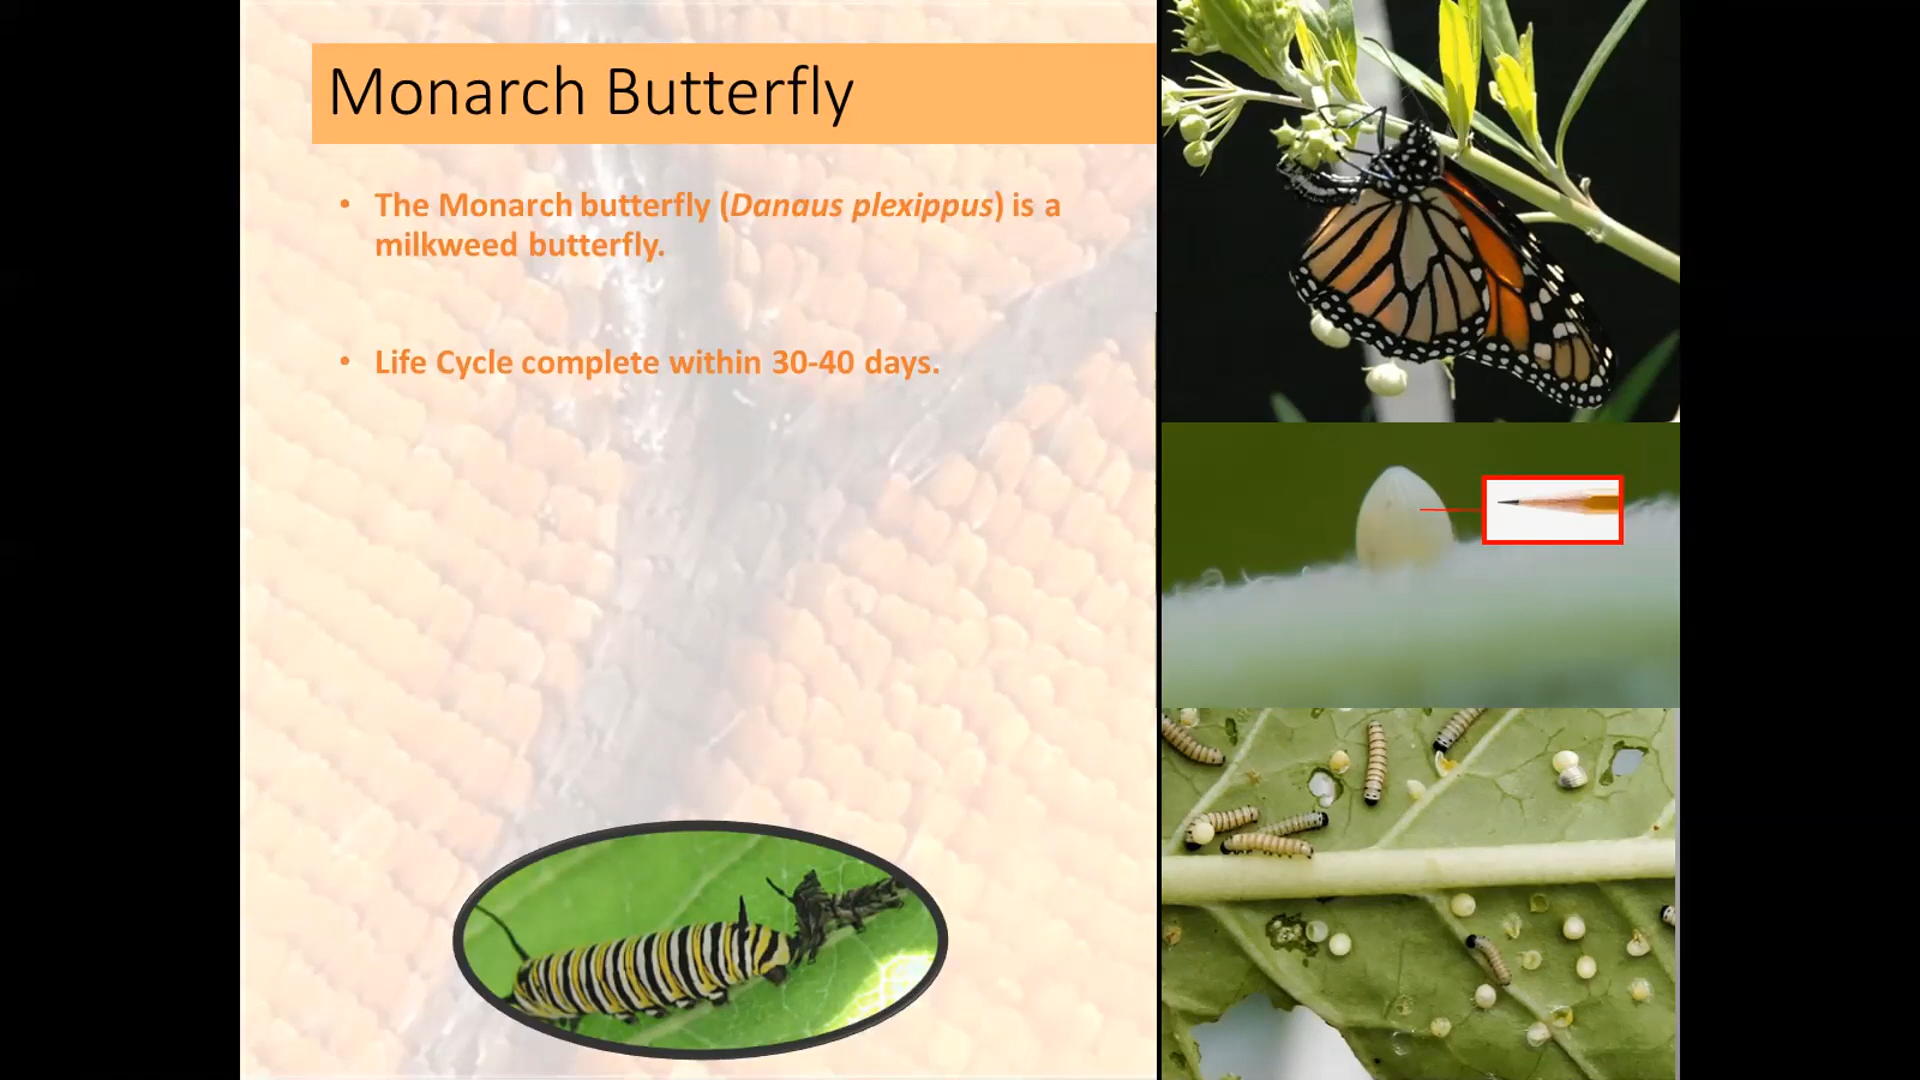 Monarch Butterfly
• The Monarch butterfly (Danaus plexippus) is a
milkweed butterfly.
• Life Cycle complete within 30-40 days.